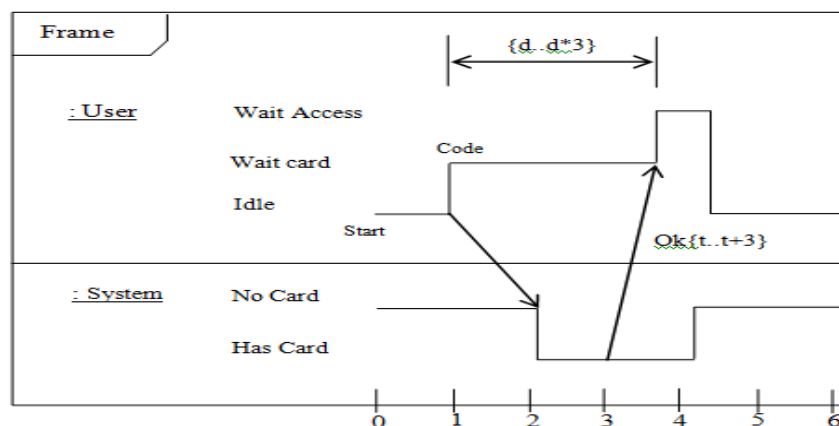 Frame
{d..d*3}
: User
Wait Access
Code
Wait card
Idle
Start
Ok{t..t+3}
: System
No Card
Has Card
0 1 2 3 4 5 6